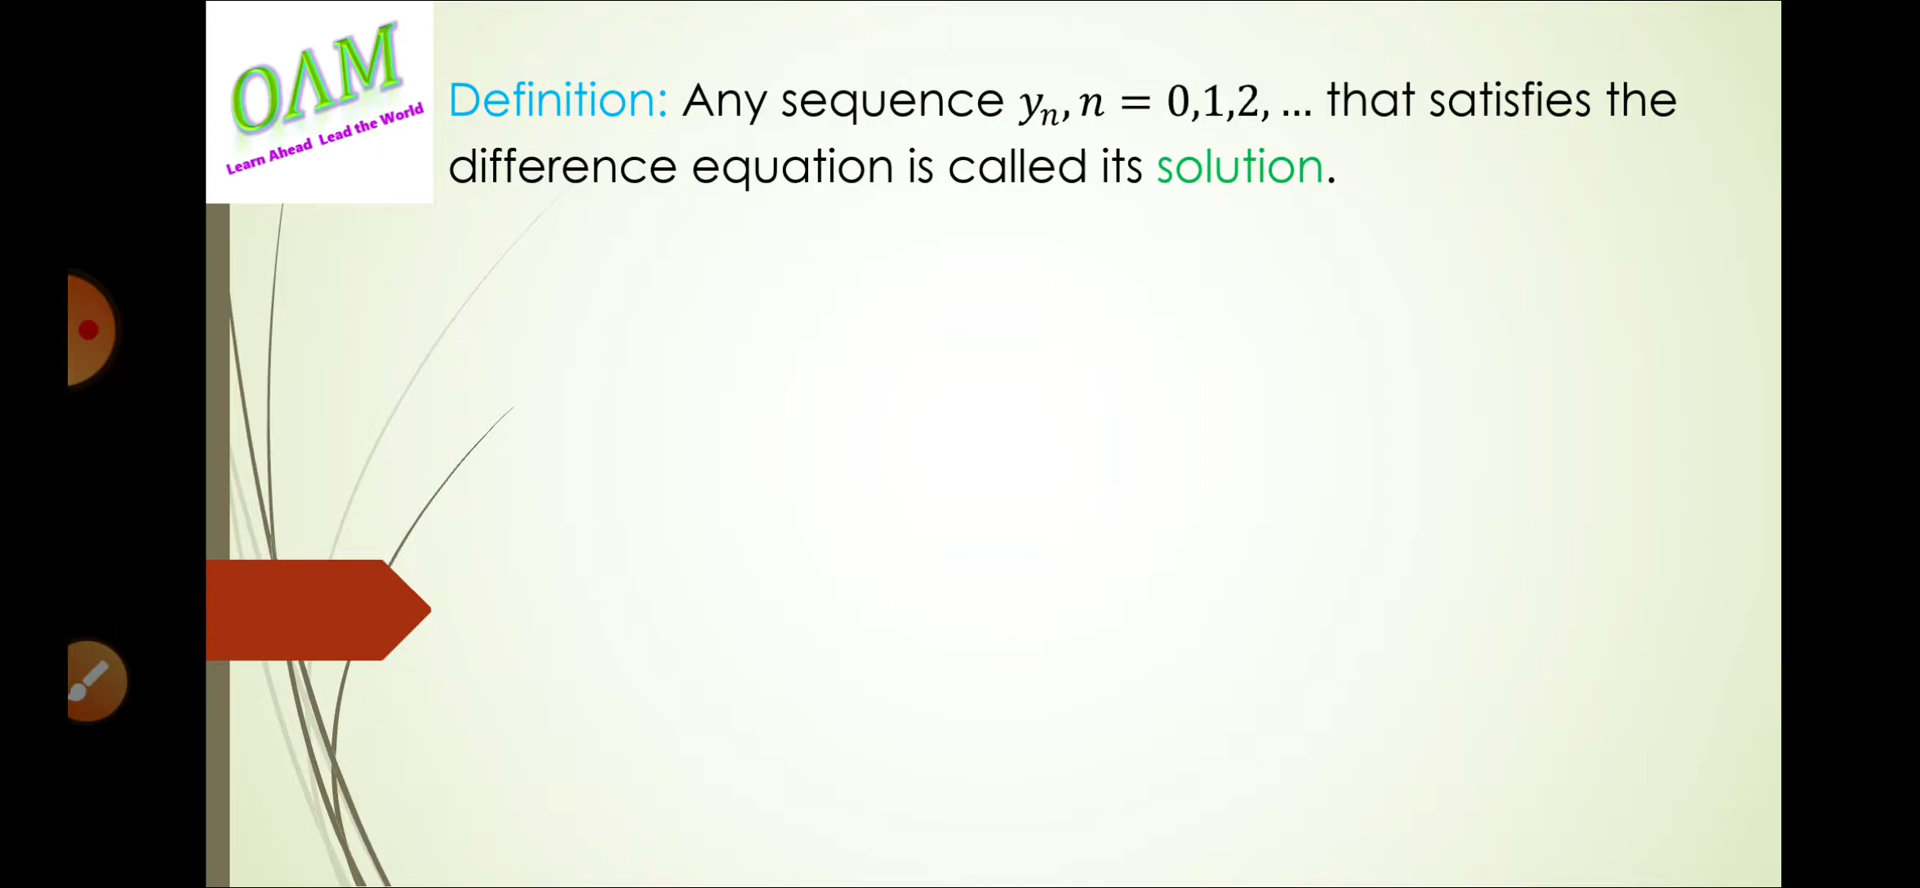 OΛM
Learn Ahead Lead the World
Definition: Any sequence yₙ, n = 0,1,2, … that satisfies the
difference equation is called its solution.